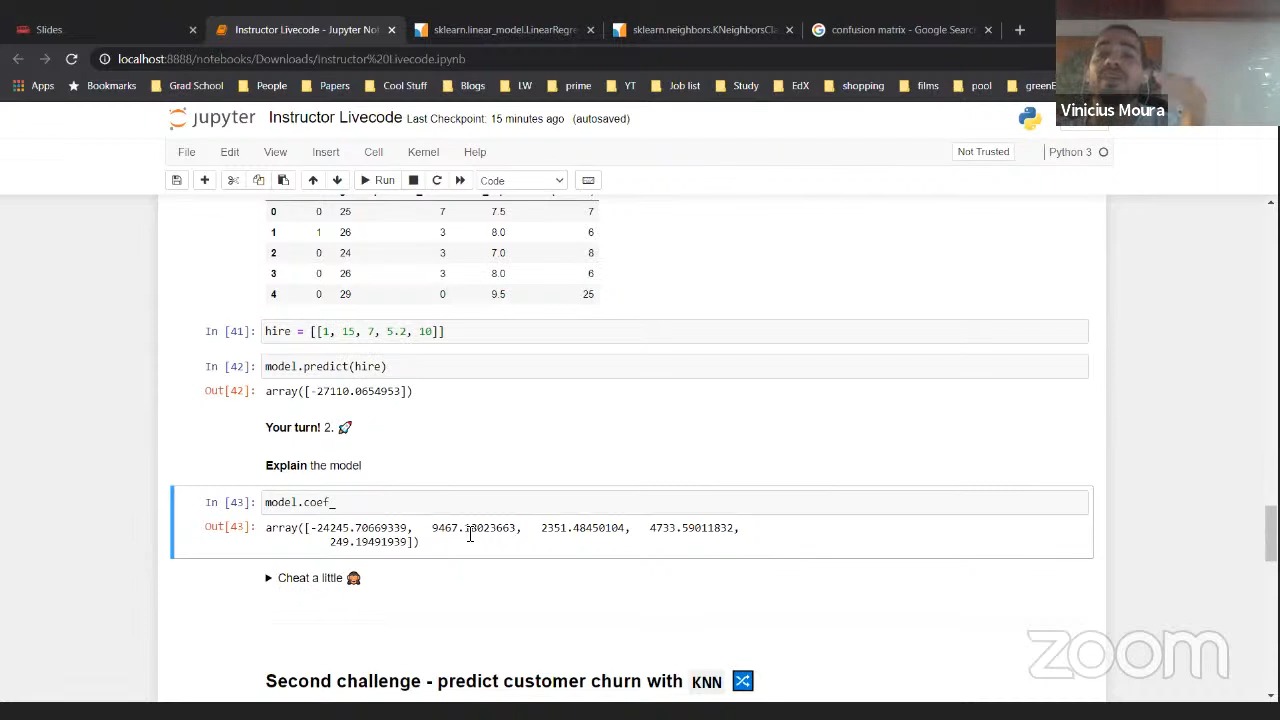 Slides
Instructor Livecode - Jupyter Not
sklearn.linear_model.LinearRegre
sklearn.neighbors.KNeighborsCla
confusion matrix - Google Search
localhost:8888/notebooks/Downloads/Instructor%20Livecode.ipynb
Apps Bookmarks Grad School People Papers Cool Stuff Blogs LW prime YT Job list Study EdX shopping films pool greenE
Vinicius Moura
jupyter Instructor Livecode Last Checkpoint: 15 minutes ago (autosaved)
File Edit View Insert Cell Kernel Help Not Trusted Python 3
Run Code
0 0 25 7 7.5 7
1 1 26 3 8.0 6
2 0 24 3 7.0 8
3 0 26 3 8.0 6
4 0 29 0 9.5 25
In [41]: hire = [[1, 15, 7, 5.2, 10]]
In [42]: model.predict(hire)
Out[42]: array([-27110.0654953])
Your turn! 2. 🚀
Explain the model
In [43]: model.coef_
Out[43]: array([-24245.70669339, 2351.48450104, 4733.59011832,
249.19491939])
Cheat a little 🙈
Second challenge - predict customer churn with KNN 🔀
zoom